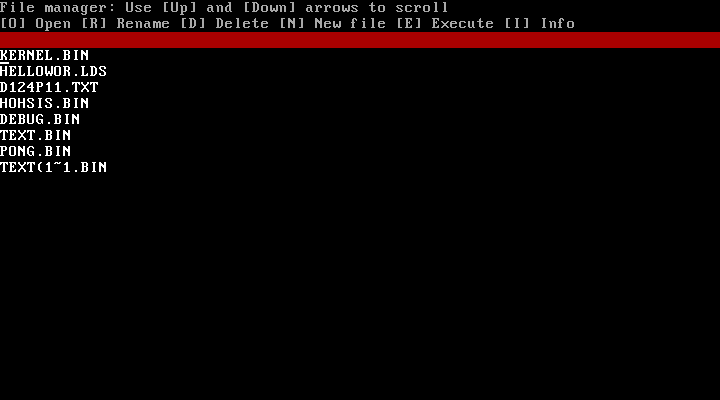 File manager: Use [Up] and [Down] arrows to scroll
[O] Open [R] Rename [D] Delete [N] New file [E] Execute [I] Info
KERNEL.BIN
HELLOWOR.LDS
D124P11.TXT
HOHSIS.BIN
DEBUG.BIN
TEXT.BIN
PONG.BIN
TEXT(1~1.BIN